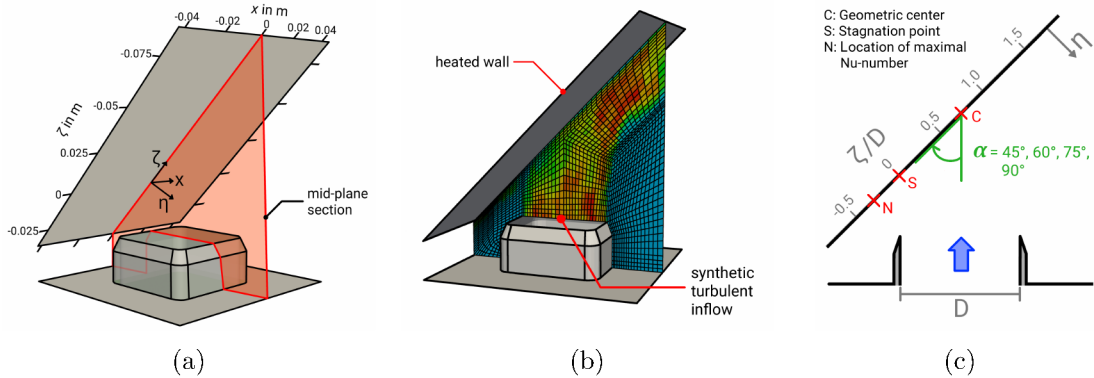 x in m
-0.04
-0.02
0
0.02
0.04
-0.075
-0.05
0.025
0
-0.025
ζ in m
ζ
x
η
mid-plane
section
(a)
heated wall
synthetic
turbulent
inflow
(b)
C: Geometric center
S: Stagnation point
N: Location of maximal
Nu-number
1.5
1.0
0.5
0
-0.5
ζ/D
η
C
S
N
α = 45°, 60°, 75°,
90°
D
(c)